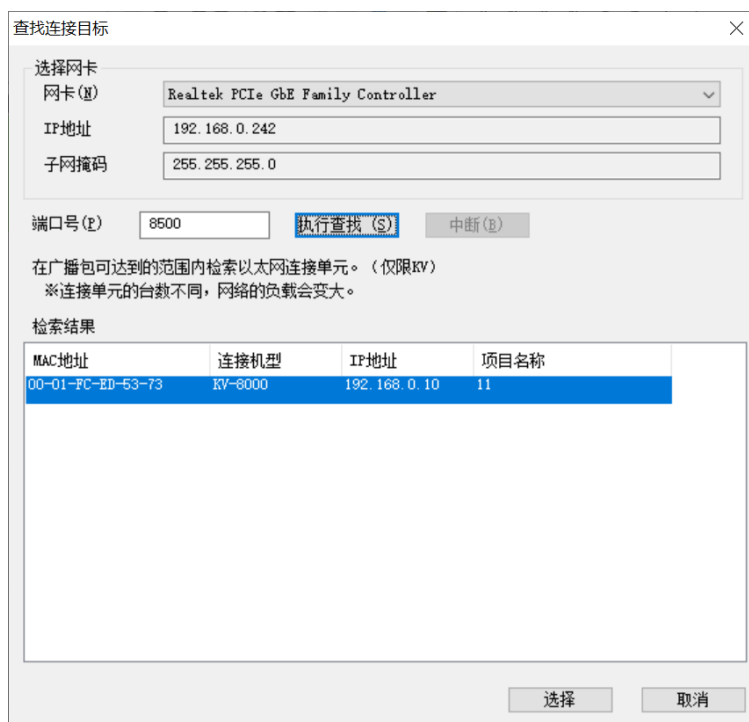 查找连接目标
选择网卡
网卡(N) Realtek PCIe GbE Family Controller
IP地址 192.168.0.242
子网掩码 255.255.255.0
端口号(P) 8500 执行查找 (S) 中断(B)
在广播包可达到的范围内检索以太网连接单元。（仅限KV）
※连接单元的台数不同，网络的负载会变大。
检索结果
MAC地址 连接机型 IP地址 项目名称
00-01-FC-ED-53-73 KV-8000 192.168.0.10 11
选择 取消